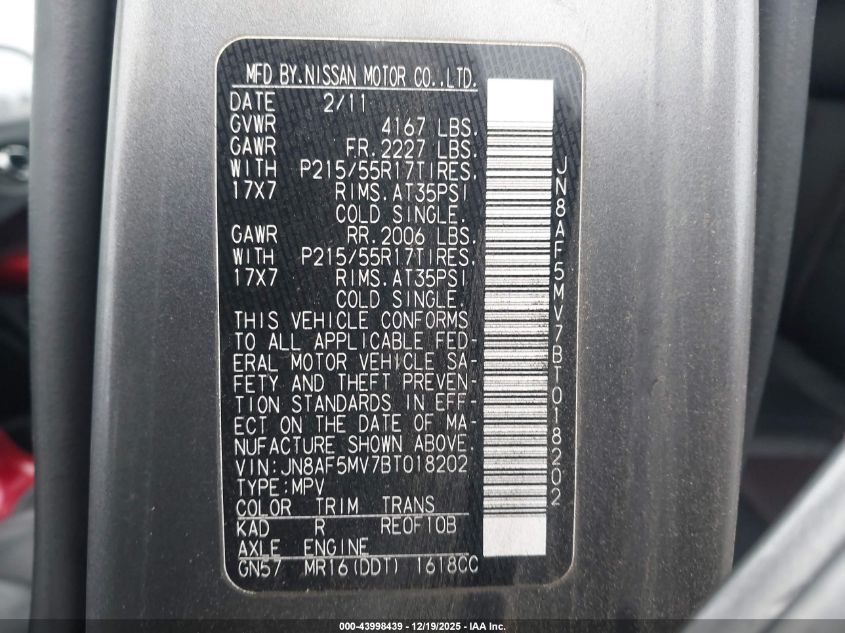 MFD BY.NISSAN MOTOR CO.,LTD.
DATE 2/11
GVWR 4167 LBS.
GAWR FR.2227 LBS.
WITH P215/55R17TIRES.
17X7 RIMS.AT35PSI
COLD SINGLE.
GAWR RR.2006 LBS.
WITH P215/55R17TIRES.
17X7 RIMS.AT35PSI
COLD SINGLE.
THIS VEHICLE CONFORMS
TO ALL APPLICABLE FED-
ERAL MOTOR VEHICLE SA-
FETY AND THEFT PREVEN-
TION STANDARDS IN EFF-
ECT ON THE DATE OF MA-
NUFACTURE SHOWN ABOVE.
VIN:JN8AF5MV7BT018202
TYPE:MPV
COLOR TRIM TRANS
KAD R RE0F10B
AXLE ENGINE
GN57 MR16(DDT) 1618CC
JN8AF5MV7BT018202
000-43998439 - 12/19/2025 - IAA Inc.